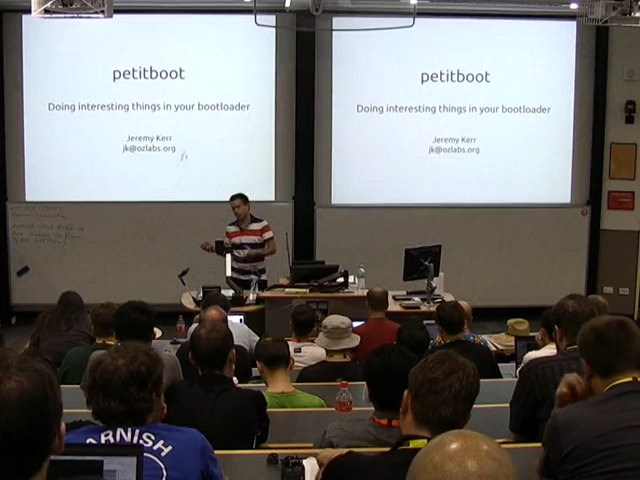 petitboot
Doing interesting things in your bootloader
Jeremy Kerr
jk@ozlabs.org
petitboot
Doing interesting things in your bootloader
Jeremy Kerr
jk@ozlabs.org
ARNISH